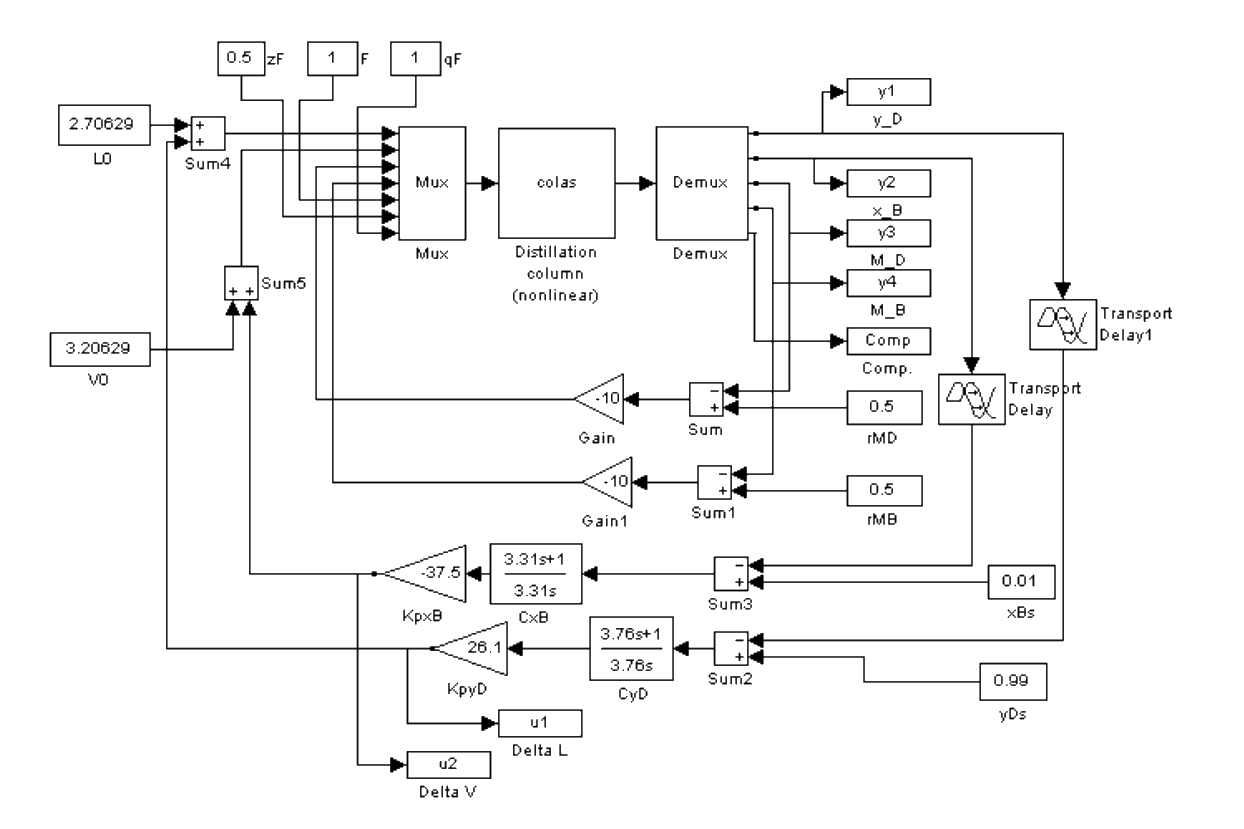 0.5
zF
1
F
1
qF
2.70629
L0
+
+
Sum4
Mux
Mux
colas
Distillation
column
(nonlinear)
Demux
Demux
y1
y_D
y2
x_B
y3
M_D
y4
M_B
Comp
Comp.
+ +
Sum5
3.20629
V0
Transport
Delay1
Transport
Delay
-10
Gain
−
+
Sum
0.5
rMD
-10
Gain1
−
+
Sum1
0.5
rMB
-37.5
KpxB
3.31s+1
3.31s
CxB
−
+
Sum3
0.01
xBs
26.1
KpyD
3.76s+1
3.76s
CyD
−
+
Sum2
0.99
yDs
u1
Delta L
u2
Delta V